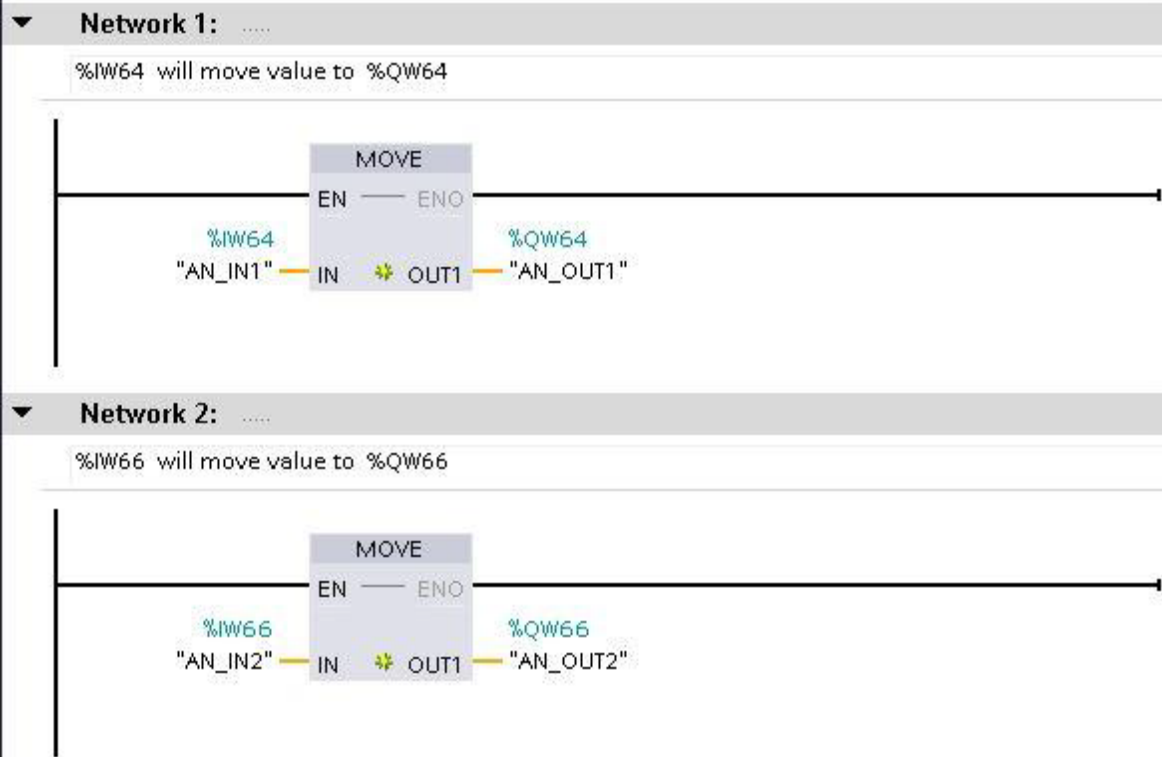 Network 1: .....
%IW64 will move value to %QW64
MOVE
EN ENO
%IW64 %QW64
"AN_IN1" IN OUT1 "AN_OUT1"
Network 2: .....
%IW66 will move value to %QW66
MOVE
EN ENO
%IW66 %QW66
"AN_IN2" IN OUT1 "AN_OUT2"